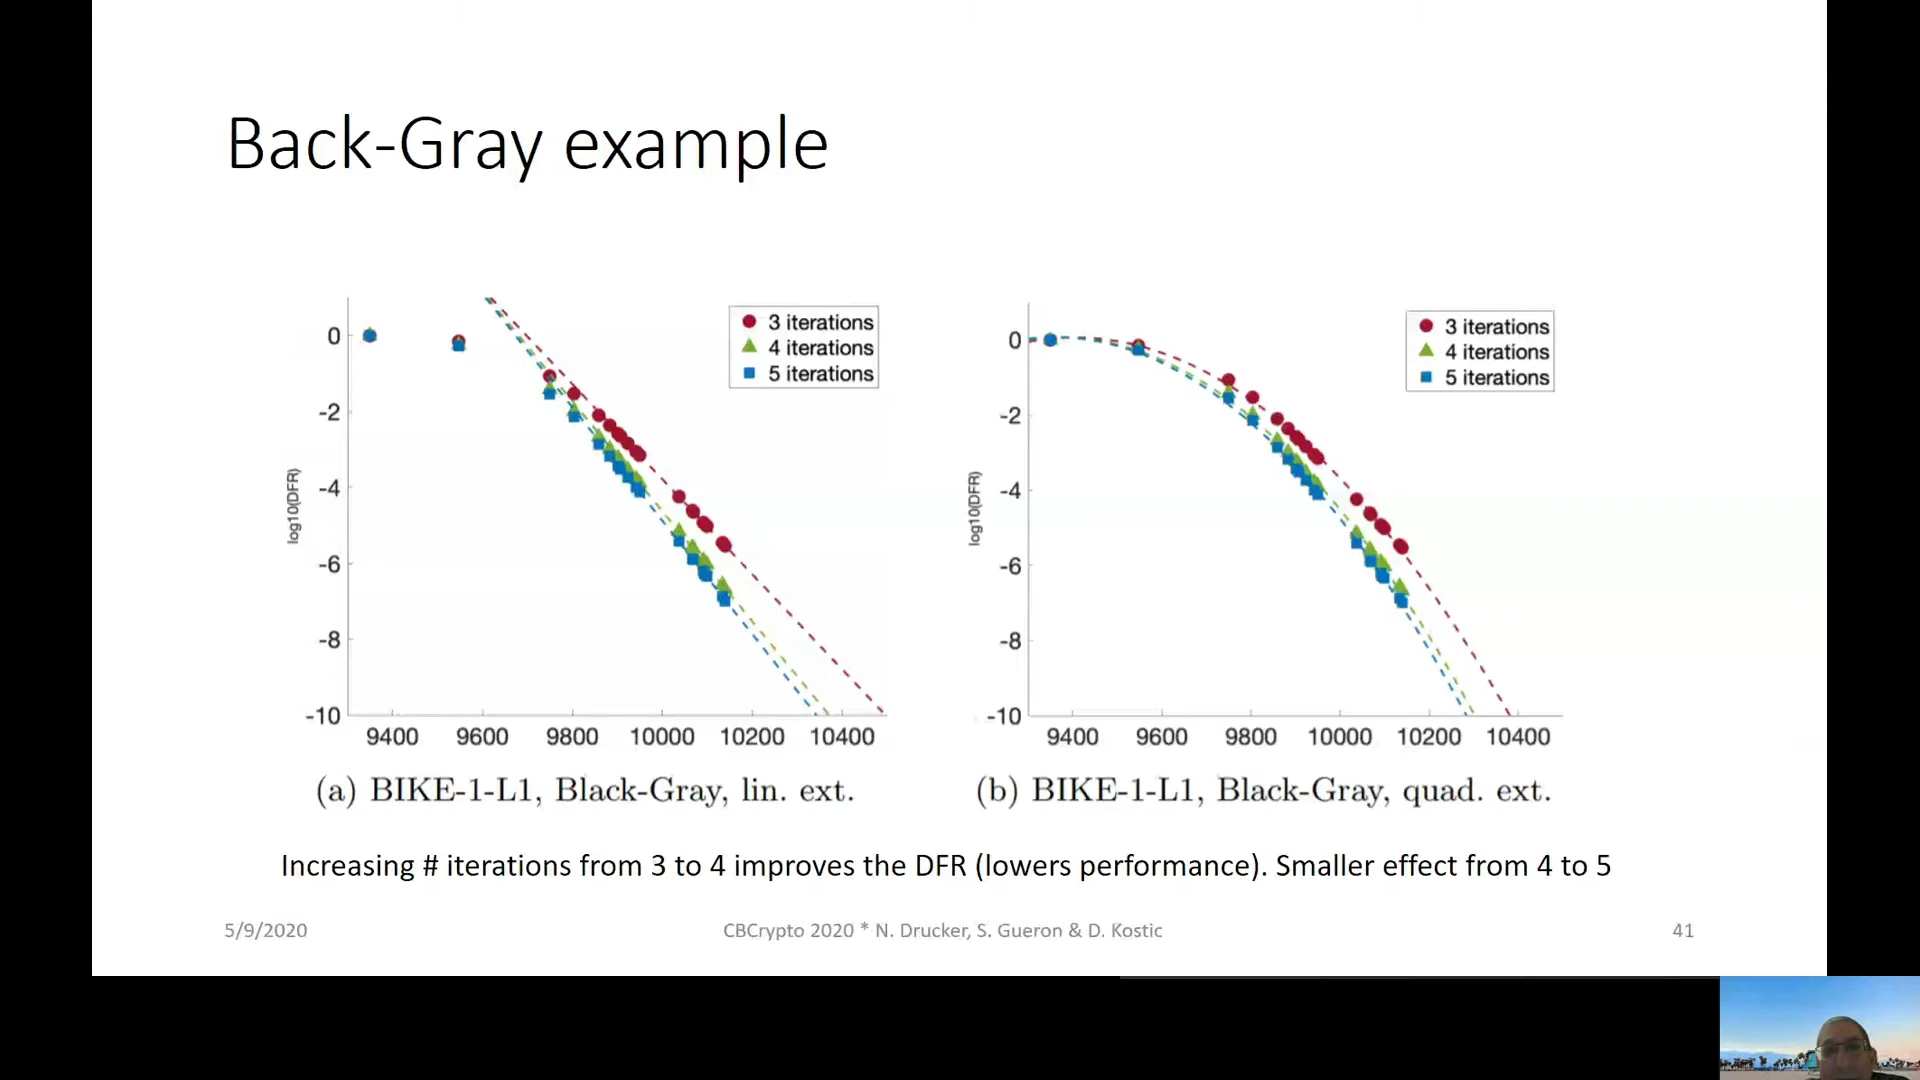 Back-Gray example
3 iterations
4 iterations
5 iterations
0
-2
-4
-6
-8
-10
log10(DFR)
9400 9600 9800 10000 10200 10400
(a) BIKE-1-L1, Black-Gray, lin. ext.
3 iterations
4 iterations
5 iterations
0
-2
-4
-6
-8
-10
log10(DFR)
9400 9600 9800 10000 10200 10400
(b) BIKE-1-L1, Black-Gray, quad. ext.
Increasing # iterations from 3 to 4 improves the DFR (lowers performance). Smaller effect from 4 to 5
5/9/2020 CBCrypto 2020 * N. Drucker, S. Gueron & D. Kostic 41